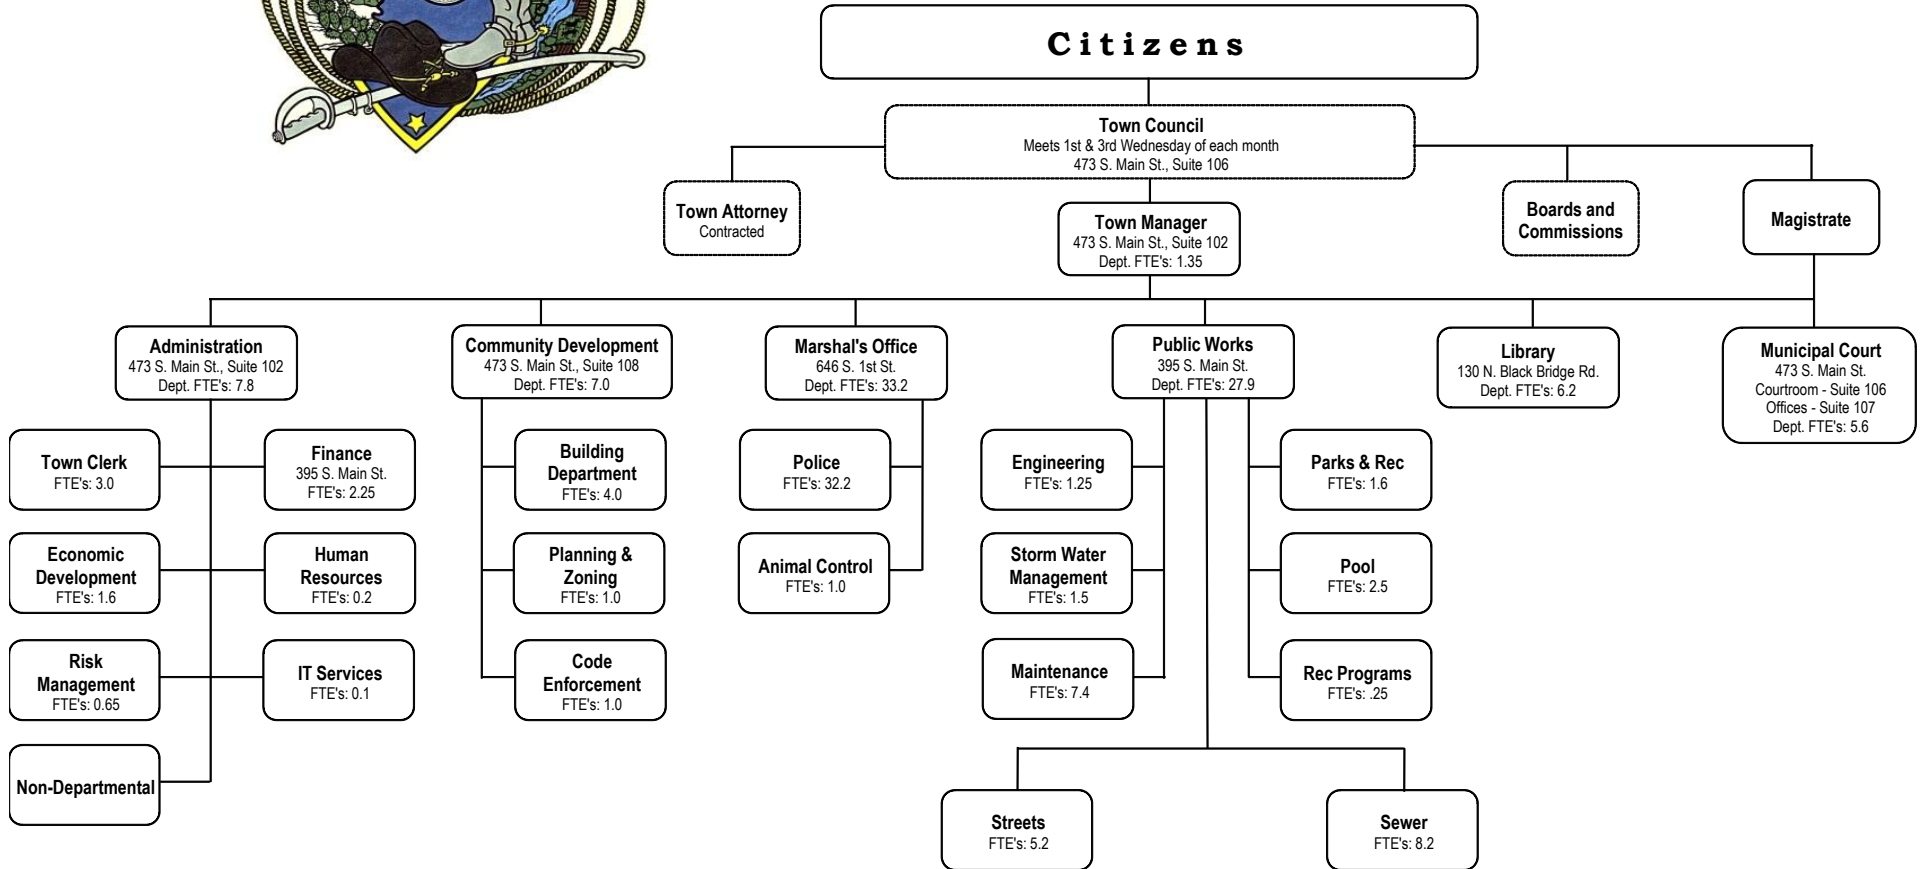 Citizens
Town Council
Meets 1st & 3rd Wednesday of each month
473 S. Main St., Suite 106
Town Attorney
Contracted
Town Manager
473 S. Main St., Suite 102
Dept. FTE's: 1.35
Boards and
Commissions
Magistrate
Administration
473 S. Main St., Suite 102
Dept. FTE's: 7.8
Community Development
473 S. Main St., Suite 108
Dept. FTE's: 7.0
Marshal's Office
646 S. 1st St.
Dept. FTE's: 33.2
Public Works
395 S. Main St.
Dept. FTE's: 27.9
Library
130 N. Black Bridge Rd.
Dept. FTE's: 6.2
Municipal Court
473 S. Main St.
Courtroom - Suite 106
Offices - Suite 107
Dept. FTE's: 5.6
Town Clerk
FTE's: 3.0
Finance
395 S. Main St.
FTE's: 2.25
Building
Department
FTE's: 4.0
Police
FTE's: 32.2
Engineering
FTE's: 1.25
Parks & Rec
FTE's: 1.6
Economic
Development
FTE's: 1.6
Human
Resources
FTE's: 0.2
Planning &
Zoning
FTE's: 1.0
Animal Control
FTE's: 1.0
Storm Water
Management
FTE's: 1.5
Pool
FTE's: 2.5
Risk
Management
FTE's: 0.65
IT Services
FTE's: 0.1
Code
Enforcement
FTE's: 1.0
Maintenance
FTE's: 7.4
Rec Programs
FTE's: .25
Non-Departmental
Streets
FTE's: 5.2
Sewer
FTE's: 8.2